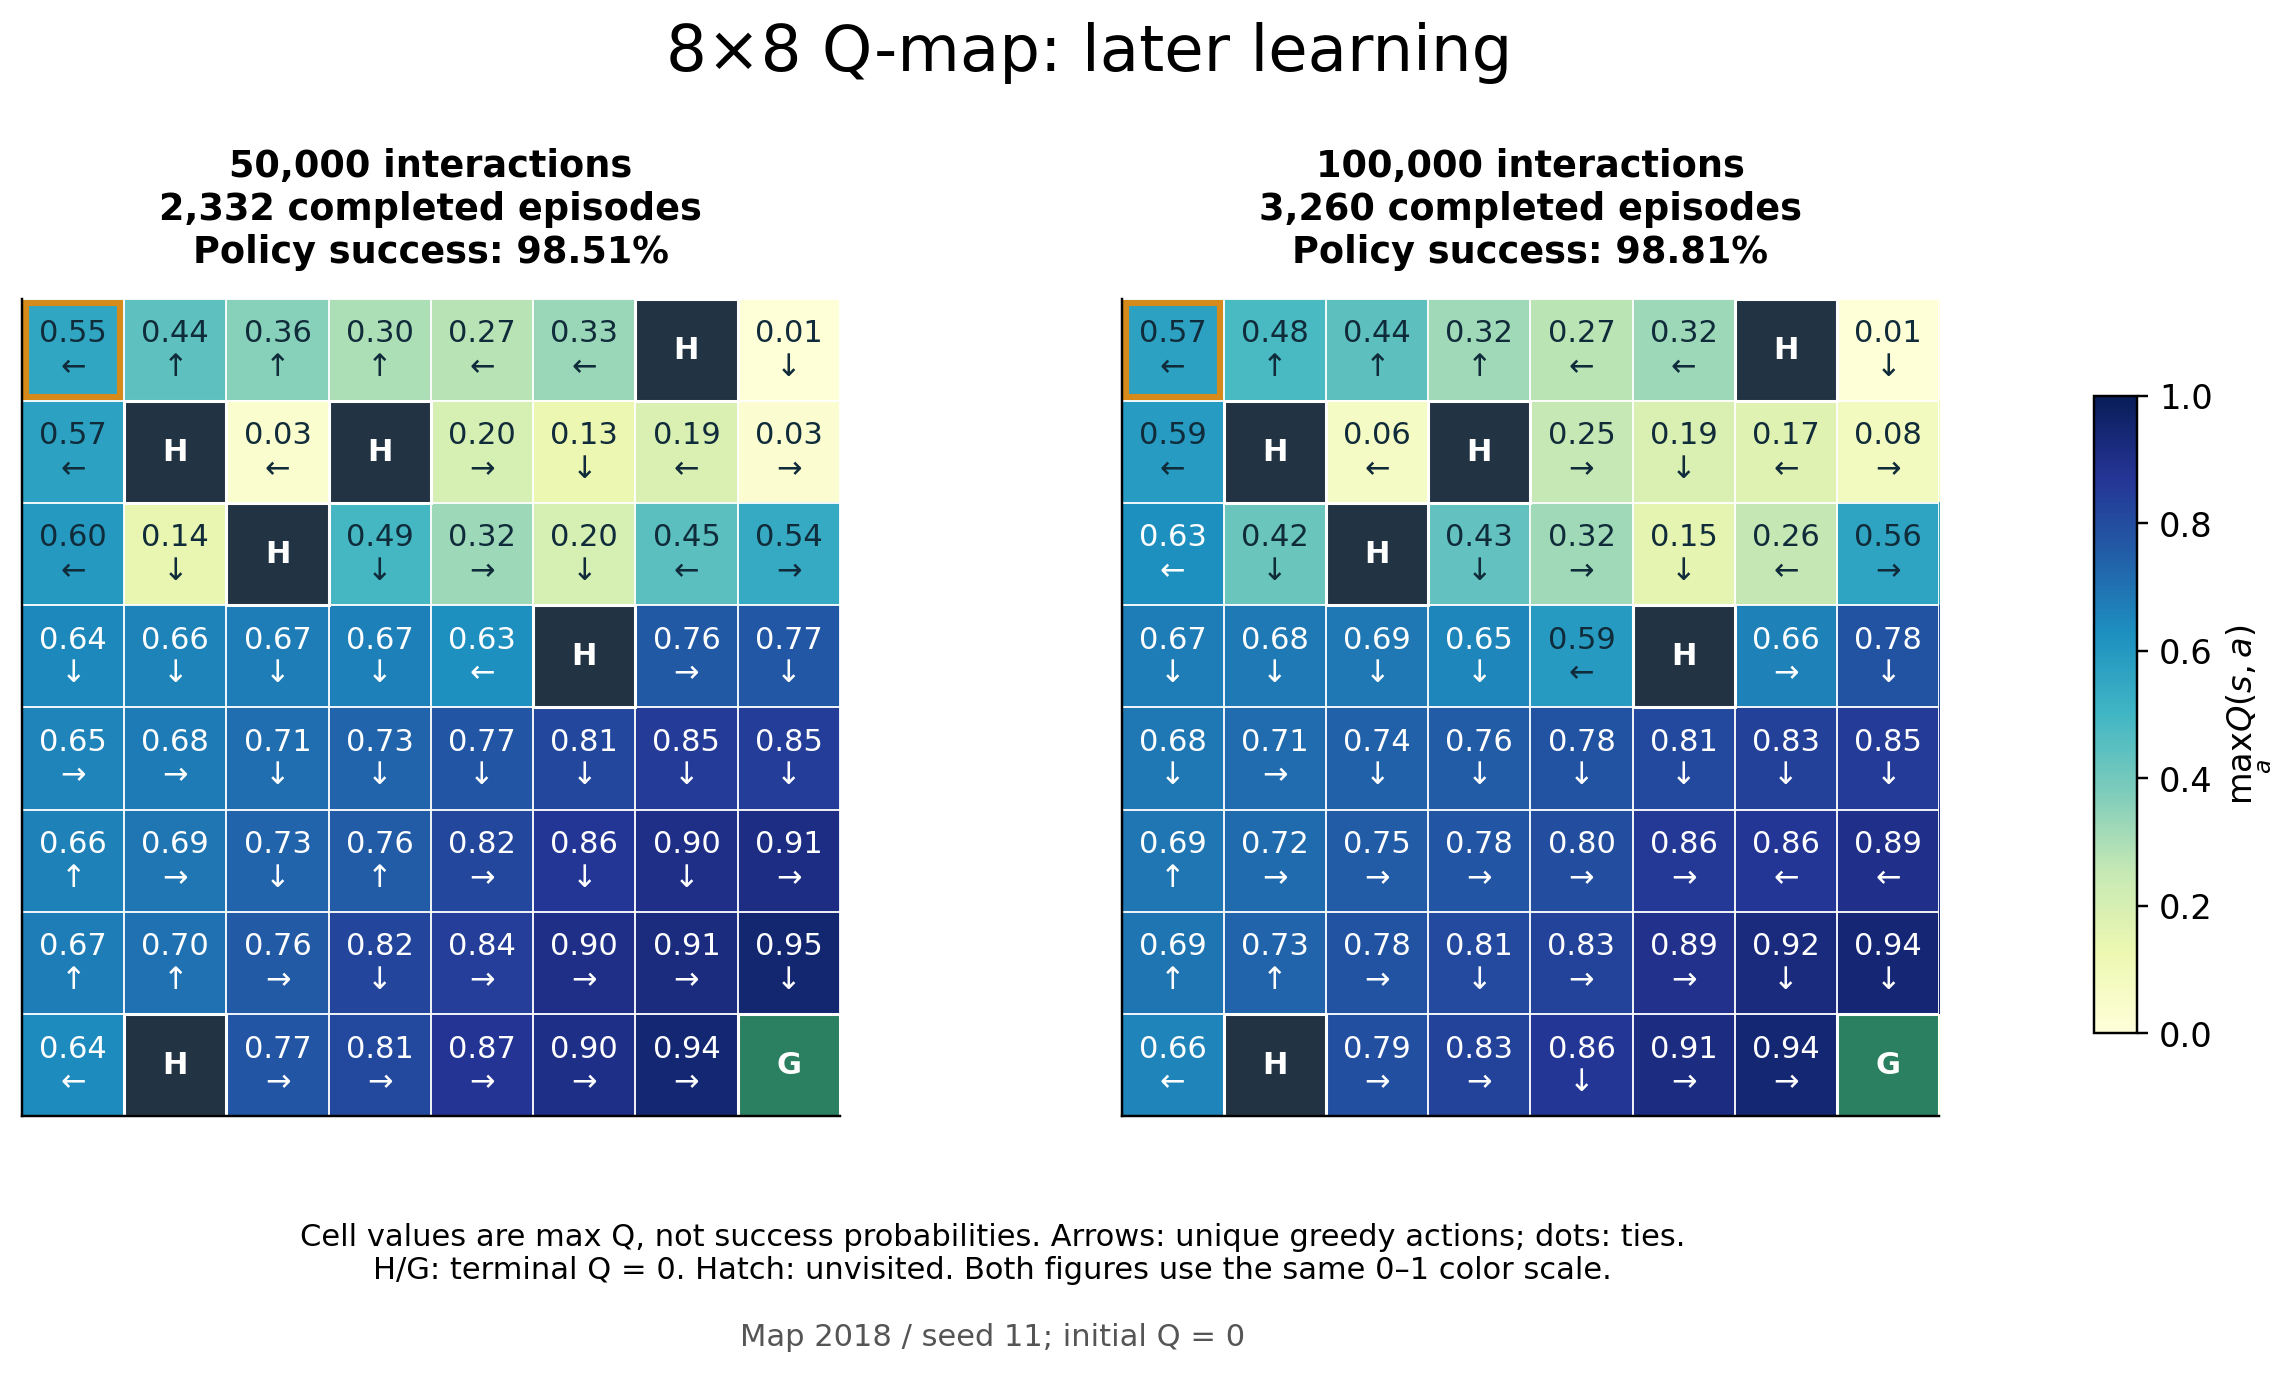 8×8 Q-map: later learning
50,000 interactions
2,332 completed episodes
Policy success: 98.51%
0.55 0.44 0.36 0.30 0.27 0.33 H 0.01
← ↑ ↑ ↑ ← ← ↓
0.57 H 0.03 H 0.20 0.13 0.19 0.03
← ← → ↓ ← →
0.60 0.14 H 0.49 0.32 0.20 0.45 0.54
← ↓ ↓ → ↓ ← →
0.64 0.66 0.67 0.67 0.63 H 0.76 0.77
↓ ↓ ↓ ↓ ← → ↓
0.65 0.68 0.71 0.73 0.77 0.81 0.85 0.85
→ → ↓ ↓ ↓ ↓ ↓ ↓
0.66 0.69 0.73 0.76 0.82 0.86 0.90 0.91
↑ → ↓ ↑ → ↓ ↓ →
0.67 0.70 0.76 0.82 0.84 0.90 0.91 0.95
↑ ↑ → ↓ → → → ↓
0.64 H 0.77 0.81 0.87 0.90 0.94 G
← → → → → →
100,000 interactions
3,260 completed episodes
Policy success: 98.81%
0.57 0.48 0.44 0.32 0.27 0.32 H 0.01
← ↑ ↑ ↑ ← ← ↓
0.59 H 0.06 H 0.25 0.19 0.17 0.08
← ← → ↓ ← →
0.63 0.42 H 0.43 0.32 0.15 0.26 0.56
← ↓ ↓ → ↓ ← →
0.67 0.68 0.69 0.65 0.59 H 0.66 0.78
↓ ↓ ↓ ↓ ← → ↓
0.68 0.71 0.74 0.76 0.78 0.81 0.83 0.85
↓ → ↓ ↓ ↓ ↓ ↓ ↓
0.69 0.72 0.75 0.78 0.80 0.86 0.86 0.89
↑ → → → → → ← ←
0.69 0.73 0.78 0.81 0.83 0.89 0.92 0.94
↑ ↑ → ↓ → → ↓ ↓
0.66 H 0.79 0.83 0.86 0.91 0.94 G
← → → ↓ → →
1.0
0.8
0.6
0.4
0.2
0.0
max Q(s, a)
a
Cell values are max Q, not success probabilities. Arrows: unique greedy actions; dots: ties.
H/G: terminal Q = 0. Hatch: unvisited. Both figures use the same 0–1 color scale.
Map 2018 / seed 11; initial Q = 0